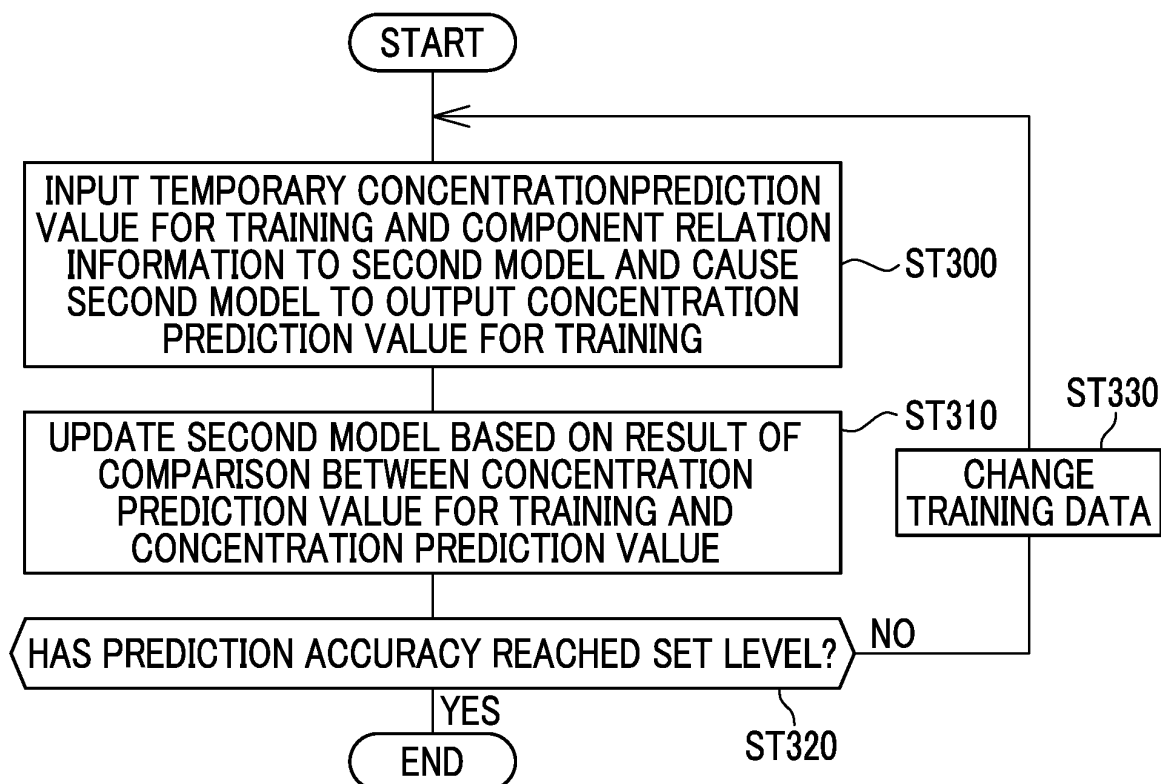 START
INPUT TEMPORARY CONCENTRATIONPREDICTION
VALUE FOR TRAINING AND COMPONENT RELATION
INFORMATION TO SECOND MODEL AND CAUSE
SECOND MODEL TO OUTPUT CONCENTRATION
PREDICTION VALUE FOR TRAINING
ST300
UPDATE SECOND MODEL BASED ON RESULT OF
COMPARISON BETWEEN CONCENTRATION
PREDICTION VALUE FOR TRAINING AND
CONCENTRATION PREDICTION VALUE
ST310
ST330
CHANGE
TRAINING DATA
HAS PREDICTION ACCURACY REACHED SET LEVEL?
NO
YES
ST320
END